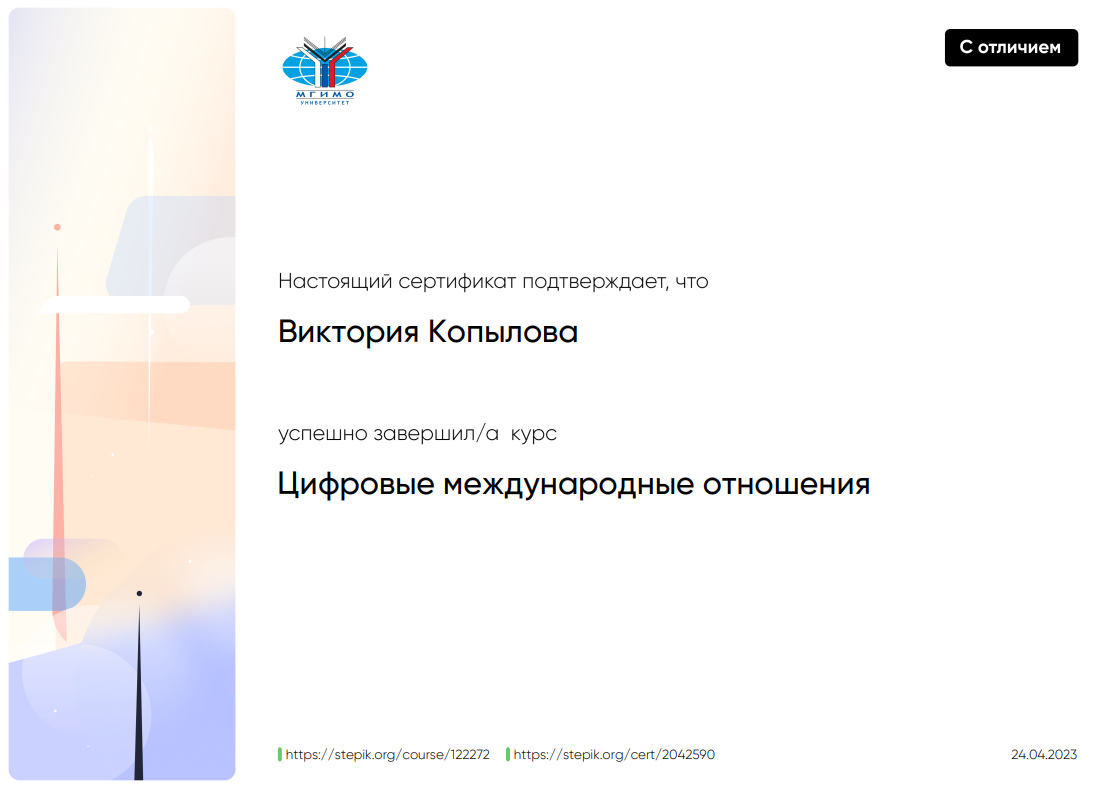 МГИМО
УНИВЕРСИТЕТ
С отличием
Настоящий сертификат подтверждает, что
Виктория Копылова
успешно завершил/а  курс
Цифровые международные отношения
https://stepik.org/course/122272 https://stepik.org/cert/2042590 24.04.2023